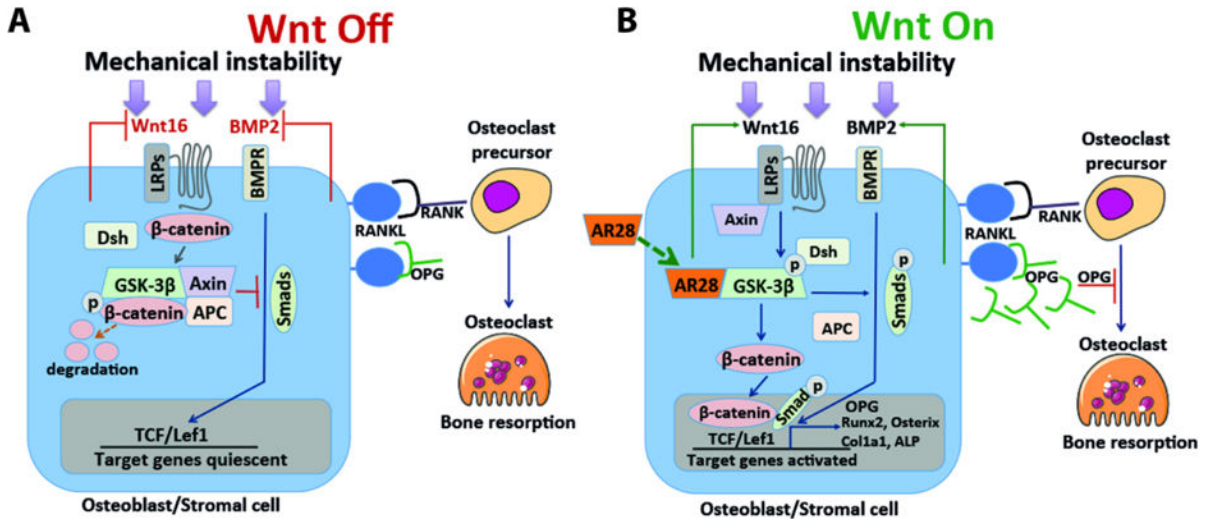 A
Wnt Off
Mechanical instability
Wnt16
BMP2
LRPs
BMPR
Dsh
β-catenin
GSK-3β
Axin
p
β-catenin
APC
Smads
degradation
TCF/Lef1
Target genes quiescent
Osteoblast/Stromal cell
RANKL
RANK
OPG
Osteoclast
precursor
Osteoclast
Bone resorption
B
Wnt On
Mechanical instability
Wnt16
BMP2
LRPs
BMPR
Axin
AR28
Dsh
p
AR28
GSK-3β
p
Smads
APC
β-catenin
β-catenin
Smad
p
TCF/Lef1
OPG
Runx2, Osterix
Col1a1, ALP
Target genes activated
Osteoblast/Stromal cell
RANKL
RANK
OPG
OPG
Osteoclast
precursor
Osteoclast
Bone resorption